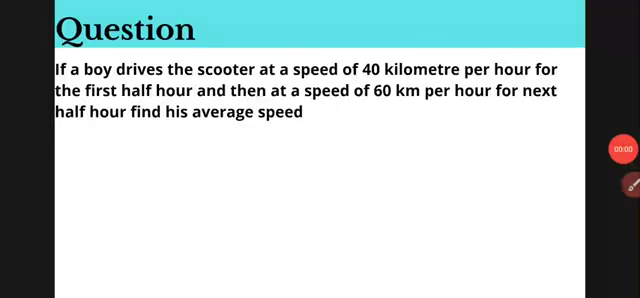 Question
If a boy drives the scooter at a speed of 40 kilometre per hour for
the first half hour and then at a speed of 60 km per hour for next
half hour find his average speed
00:00